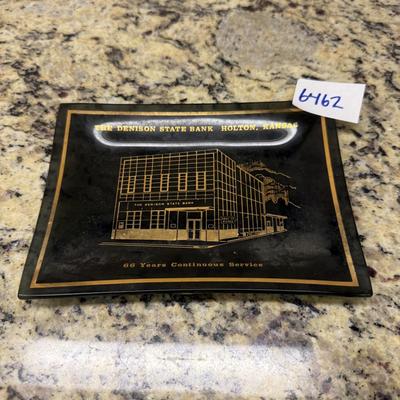 6462
THE DENISON STATE BANK HOLTON, KANSAS
THE DENISON STATE BANK
66 Years Continuous Service